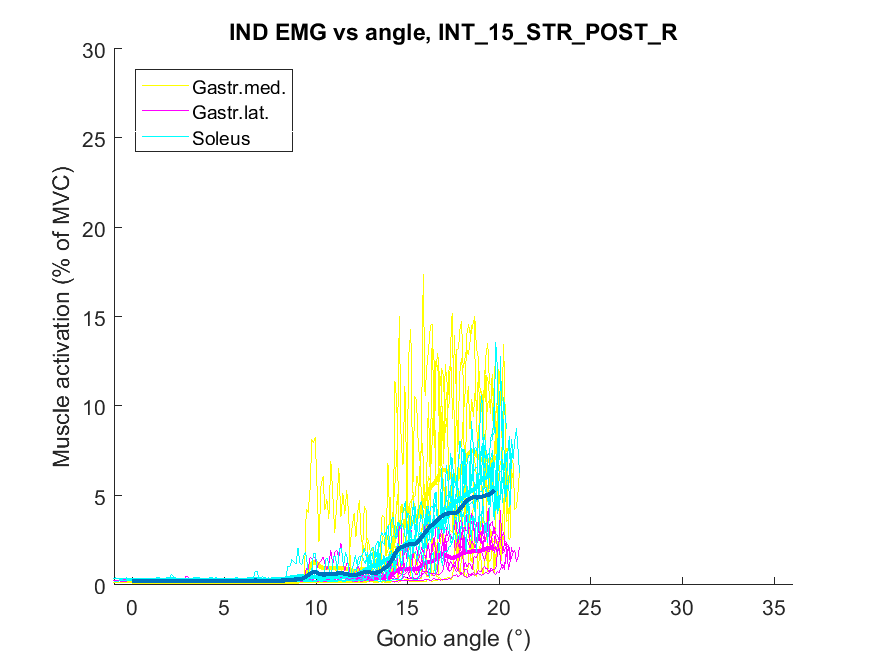 IND EMG vs angle, INT_15_STR_POST_R
Gastr.med.
Gastr.lat.
Soleus
Muscle activation (% of MVC)
30
25
20
15
10
5
0
0 5 10 15 20 25 30 35
Gonio angle (°)